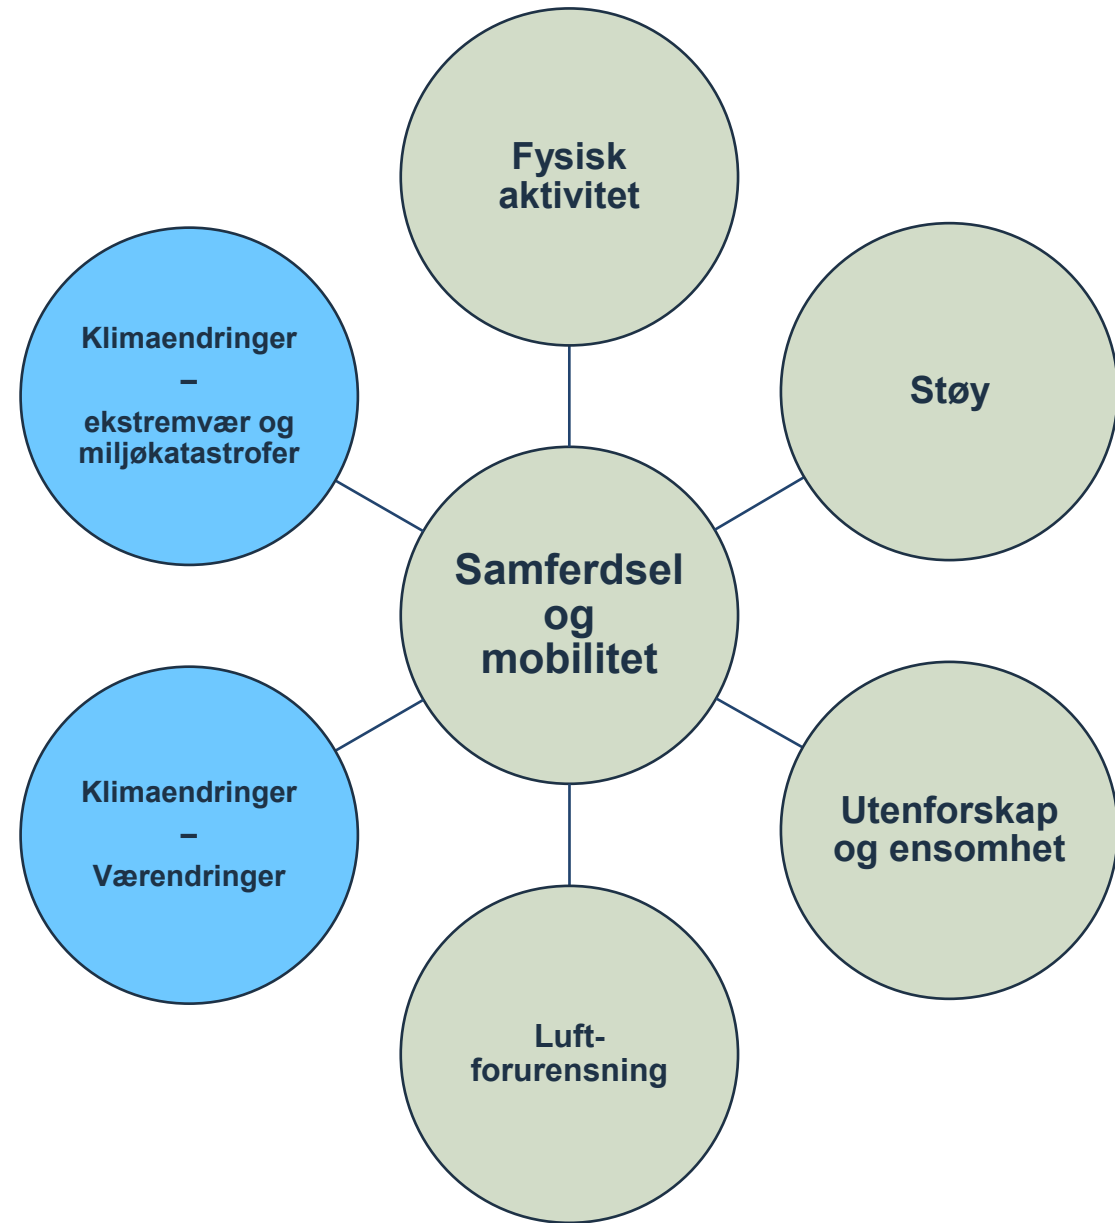 Fysisk
aktivitet
Klimaendringer
–
ekstremvær og
miljøkatastrofer
Støy
Samferdsel
og
mobilitet
Klimaendringer
–
Værendringer
Utenforskap
og ensomhet
Luft-
forurensning